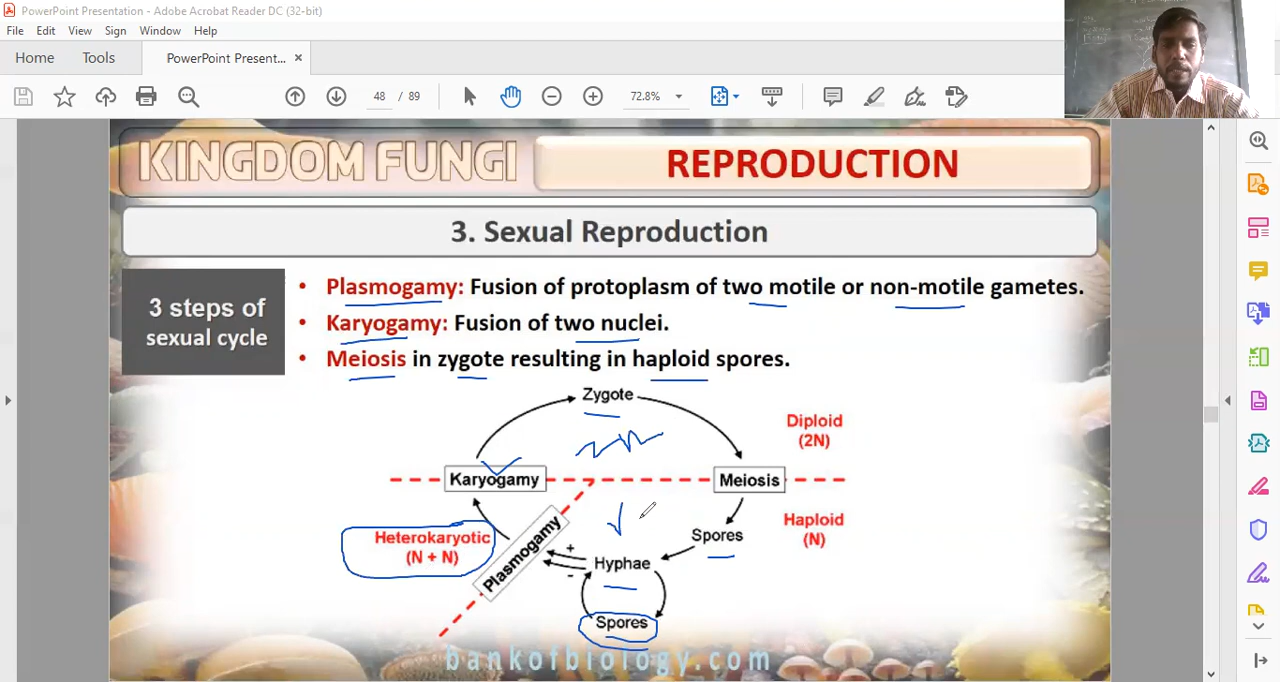 PowerPoint Presentation - Adobe Acrobat Reader DC (32-bit)
File Edit View Sign Window Help
Home Tools PowerPoint Present... ×
48 / 89 72.8%
KINGDOM FUNGI REPRODUCTION
3. Sexual Reproduction
3 steps of
sexual cycle
• Plasmogamy: Fusion of protoplasm of two motile or non-motile gametes.
• Karyogamy: Fusion of two nuclei.
• Meiosis in zygote resulting in haploid spores.
Zygote
Diploid
(2N)
Karyogamy
Meiosis
Haploid
(N)
Spores
Heterokaryotic
(N + N)
Plasmogamy
+
-
Hyphae
Spores
bankofbiology.com